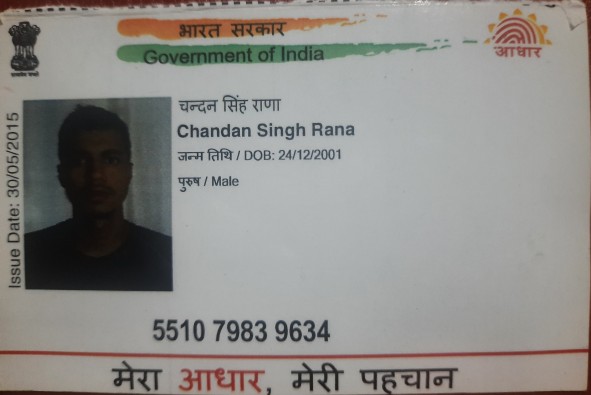 भारत सरकार
Government of India
आधार
Issue Date: 30/05/2015
चन्दन सिंह राणा
Chandan Singh Rana
जन्म तिथि / DOB: 24/12/2001
पुरुष / Male
5510 7983 9634
मेरा आधार, मेरी पहचान